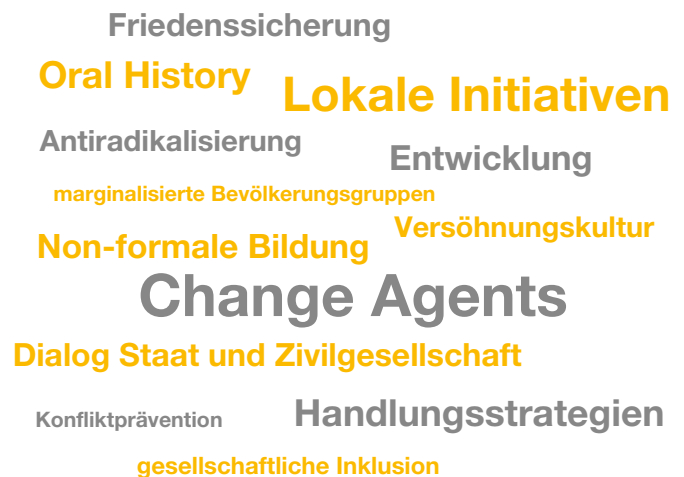 Friedenssicherung
Oral History
Lokale Initiativen
Antiradikalisierung
Entwicklung
marginalisierte Bevölkerungsgruppen
Versöhnungskultur
Non-formale Bildung
Change Agents
Dialog Staat und Zivilgesellschaft
Handlungsstrategien
Konfliktprävention
gesellschaftliche Inklusion